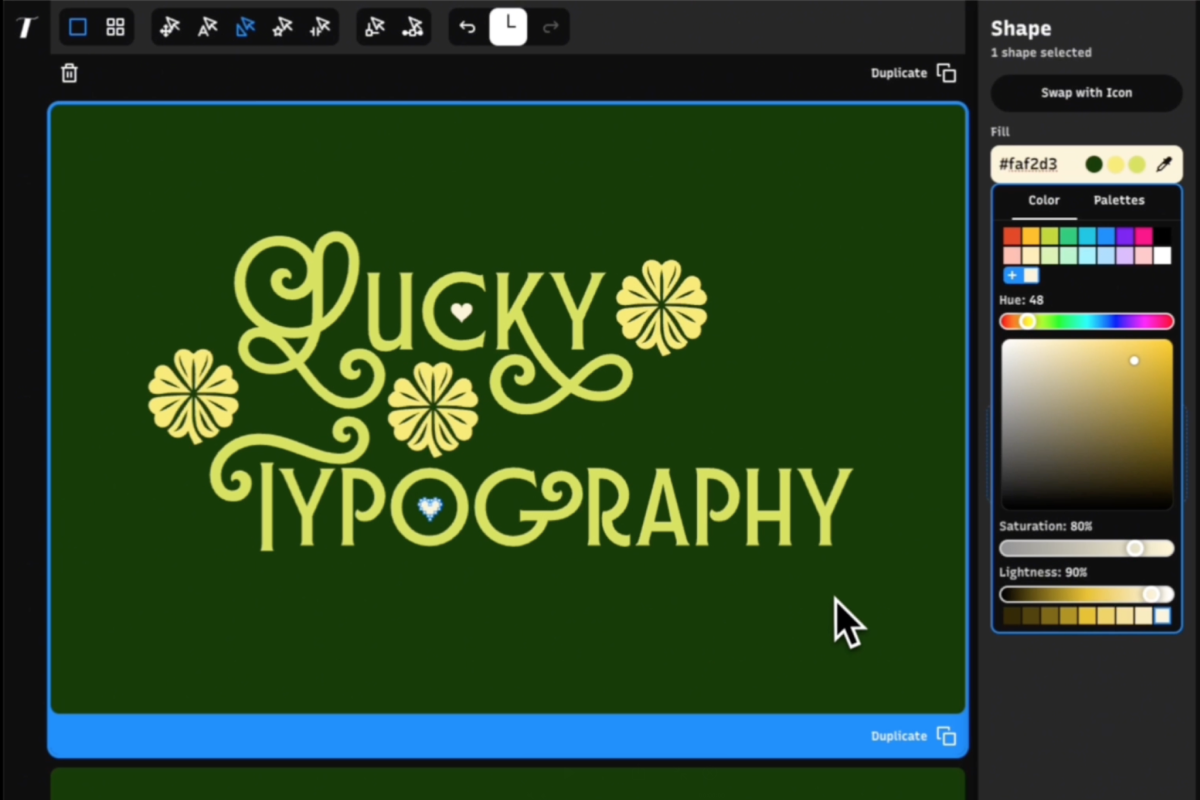 T
Duplicate
LUCKY
TYPOGRAPHY
Duplicate
Shape
1 shape selected
Swap with Icon
Fill
#faf2d3
Color Palettes
+
Hue: 48
Saturation: 80%
Lightness: 90%